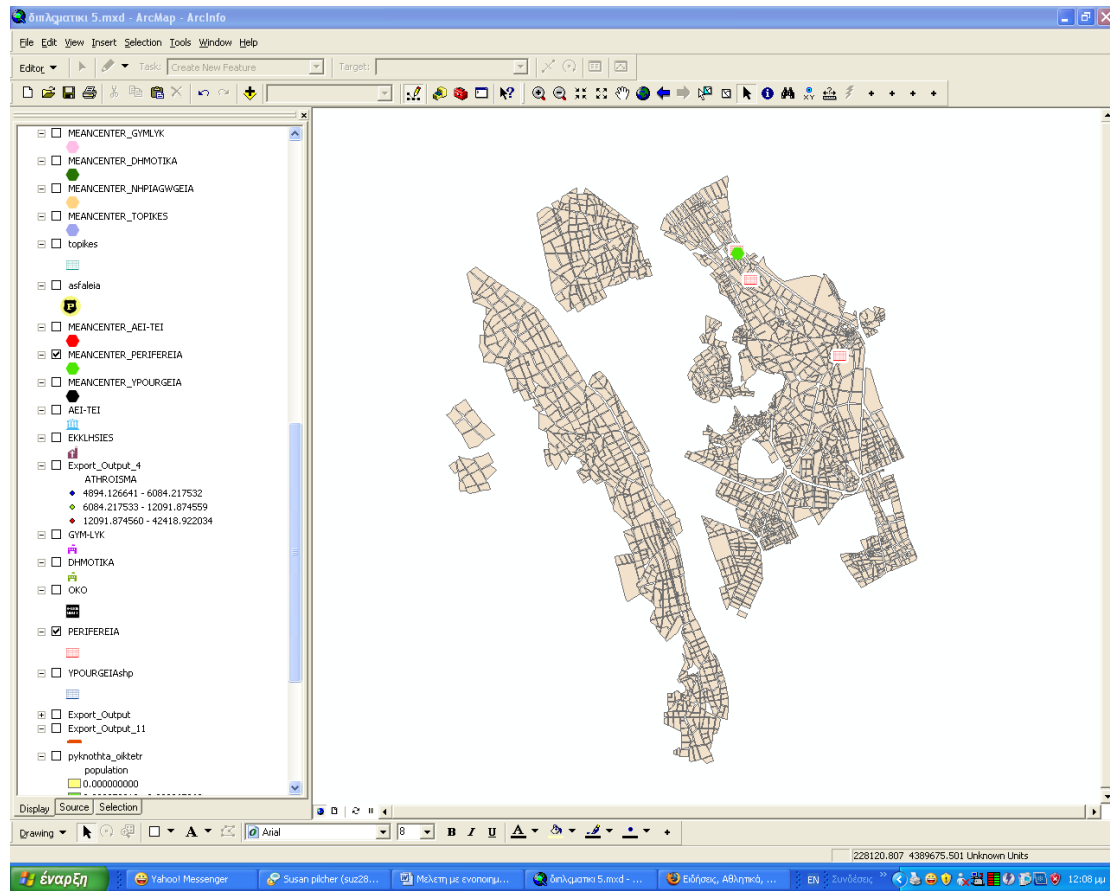 διπλωματικι 5.mxd - ArcMap - ArcInfo
File Edit View Insert Selection Tools Window Help
Editor Task: Create New Feature Target:
MEANCENTER_GYMLYK
MEANCENTER_DHMOTIKA
MEANCENTER_NHPIAGWGEIA
MEANCENTER_TOPIKES
topikes
asfaleia
P
MEANCENTER_AEI-TEI
MEANCENTER_PERIFEREIA
MEANCENTER_YPOURGEIA
AEI-TEI
EKKLHSIES
Export_Output_4
ATHROISMA
4894.126641 - 6084.217532
6084.217533 - 12091.874559
12091.874560 - 42418.922034
GYM-LYK
DHMOTIKA
OKO
PERIFEREIA
YPOURGEIAshp
Export_Output
Export_Output_11
pyknothta_oiktetr
population
0.000000000
Display Source Selection
Drawing A Arial 8 B I U A
228120.807 4389675.501 Unknown Units
έναρξη Yahoo! Messenger Susan pilcher (suz28... Μελετη με ενοποιημ... διπλωματικι 5.mxd - ... Ειδήσεις, Αθλητικά, ... EN Συνδέσεις » 12:08 μμ